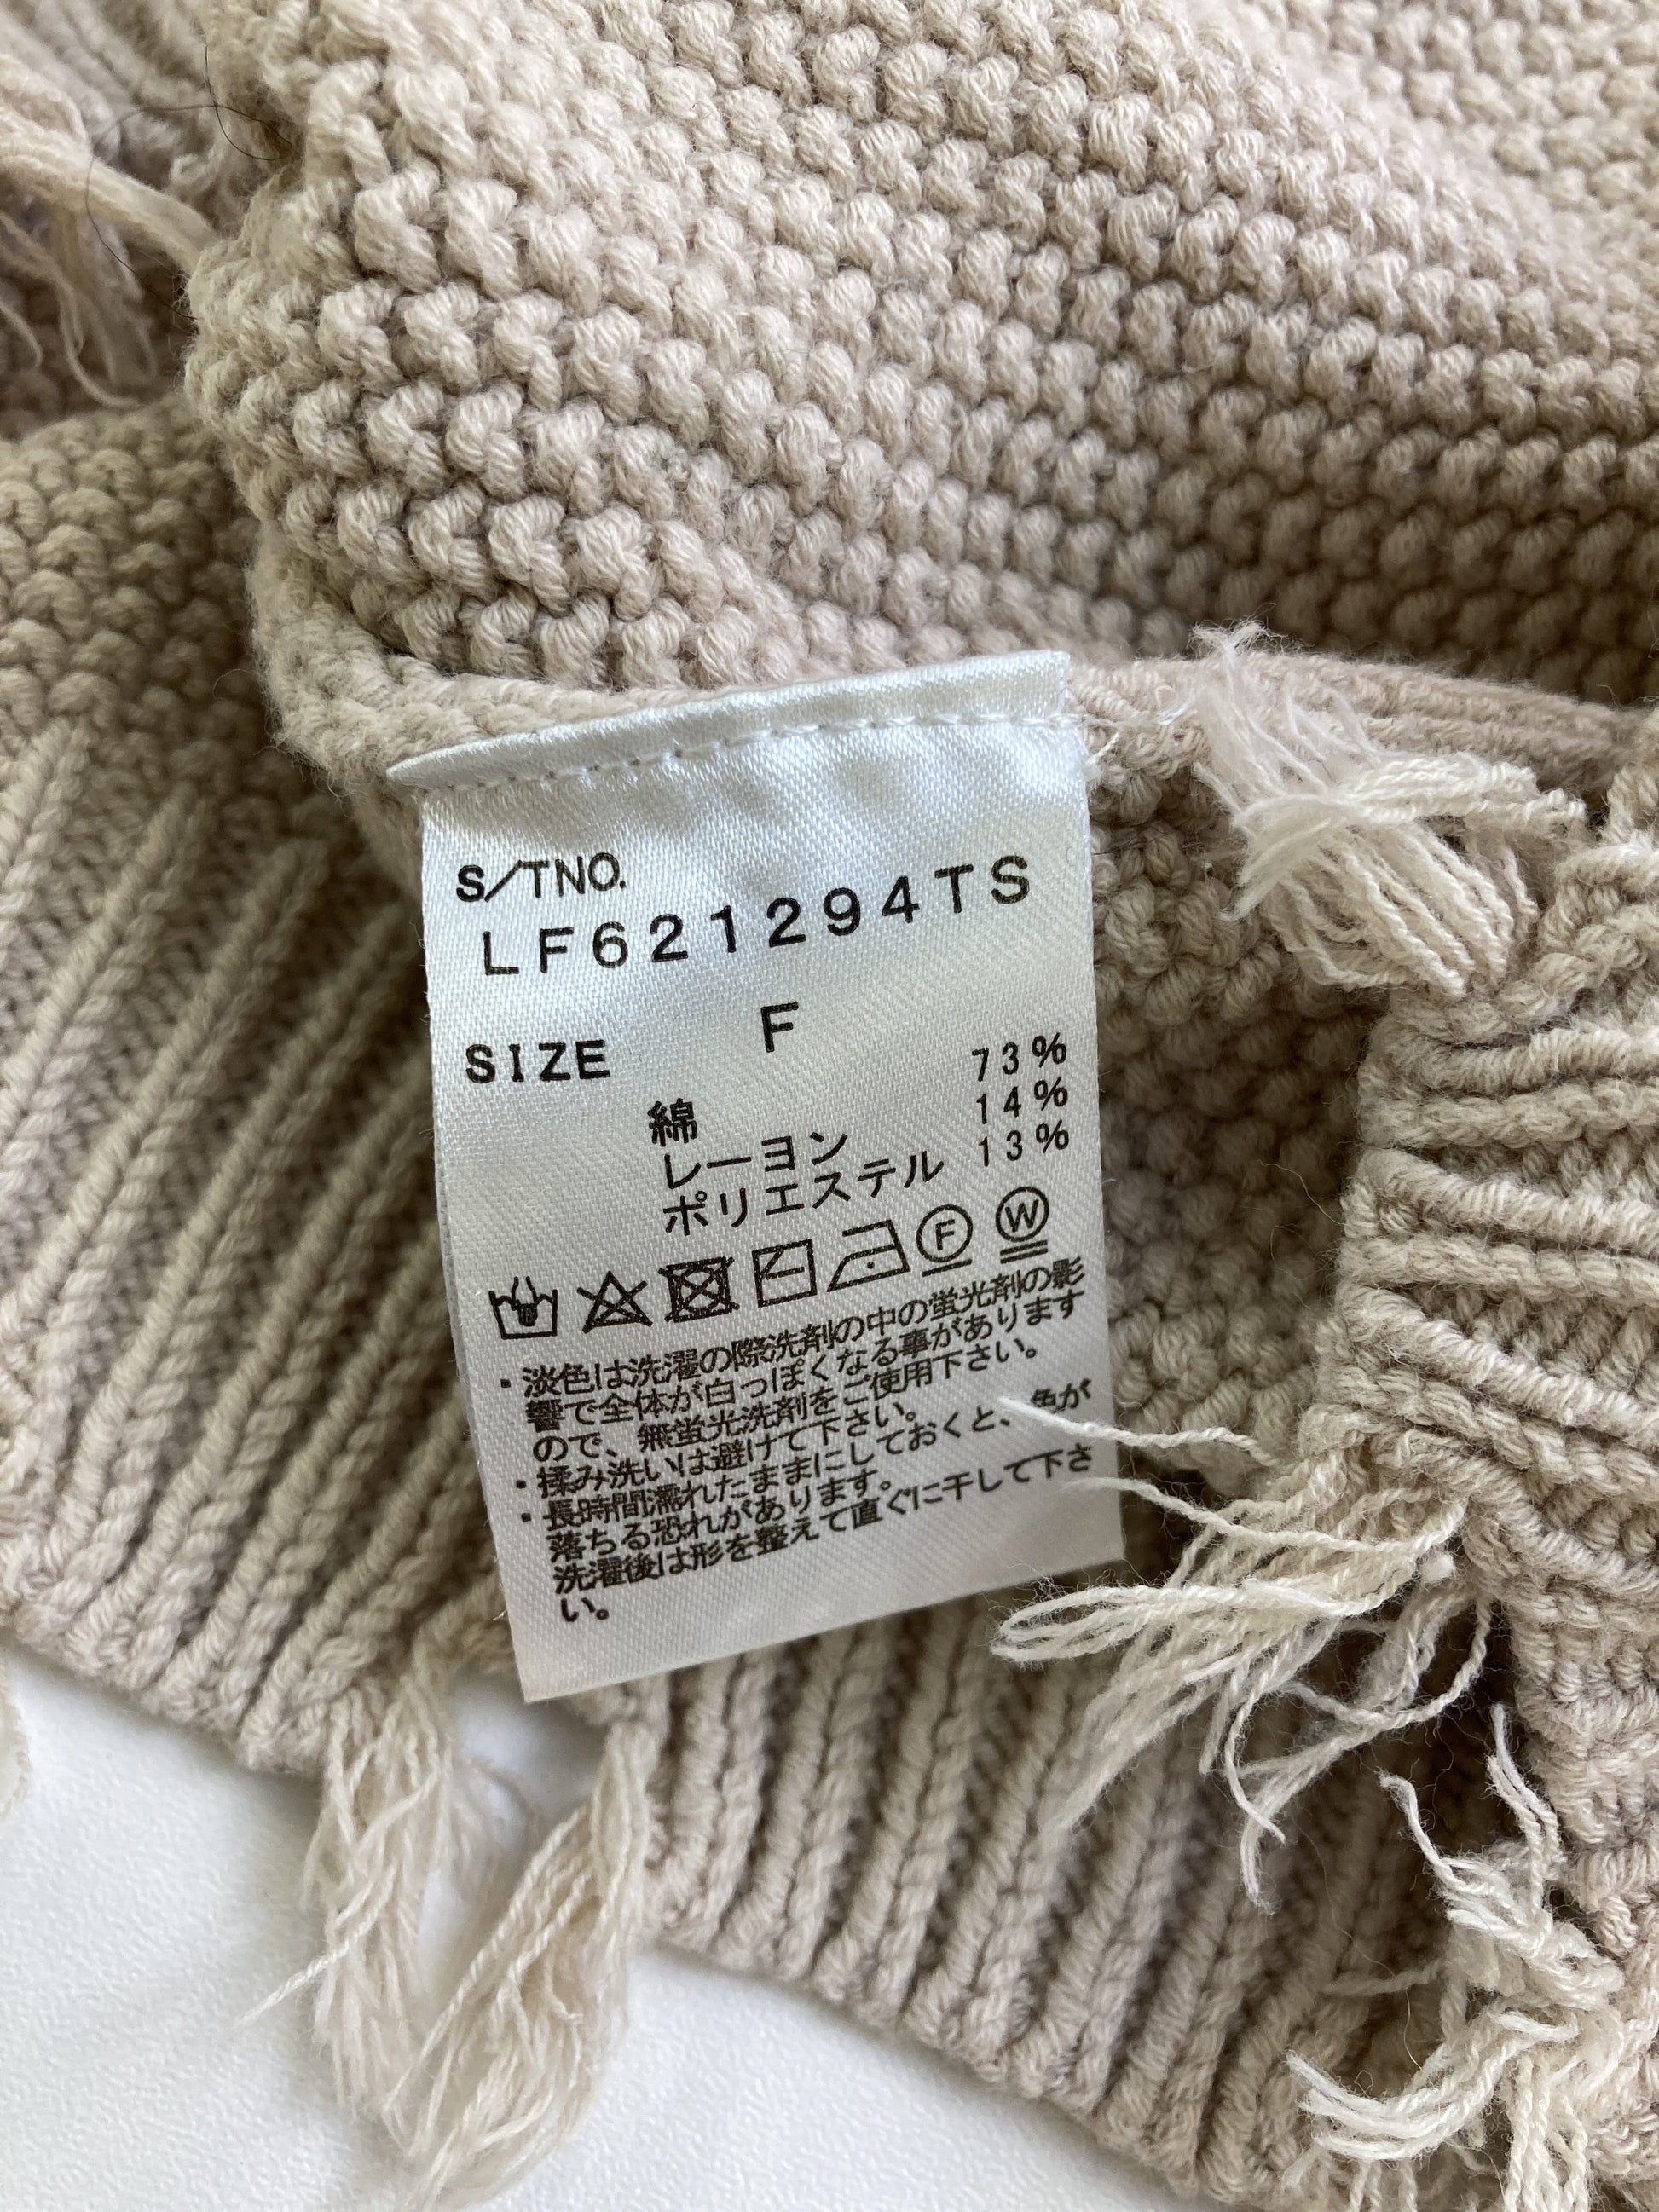 S/TNO.
LF621294TS
SIZE F
綿 73%
レーヨン 14%
ポリエステル 13%
F W
・淡色は洗濯の際洗剤の中の蛍光剤の影
響で全体が白っぽくなる事があります
ので、無蛍光洗剤をご使用下さい。
・揉み洗いは避けて下さい。
・長時間濡れたままにしておくと、色が
落ちる恐れがあります。
洗濯後は形を整えて直ぐに干して下さ
い。